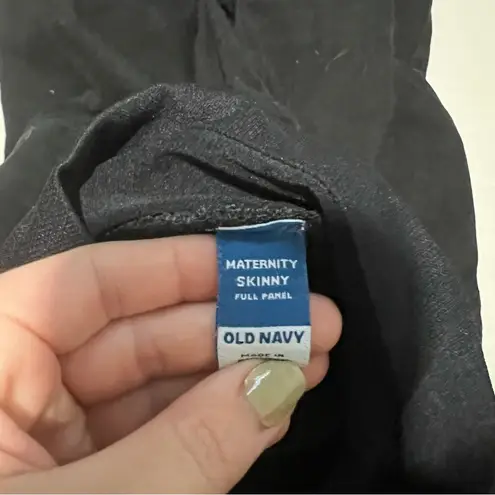 MATERNITY
SKINNY
FULL PANEL
OLD NAVY
MADE IN